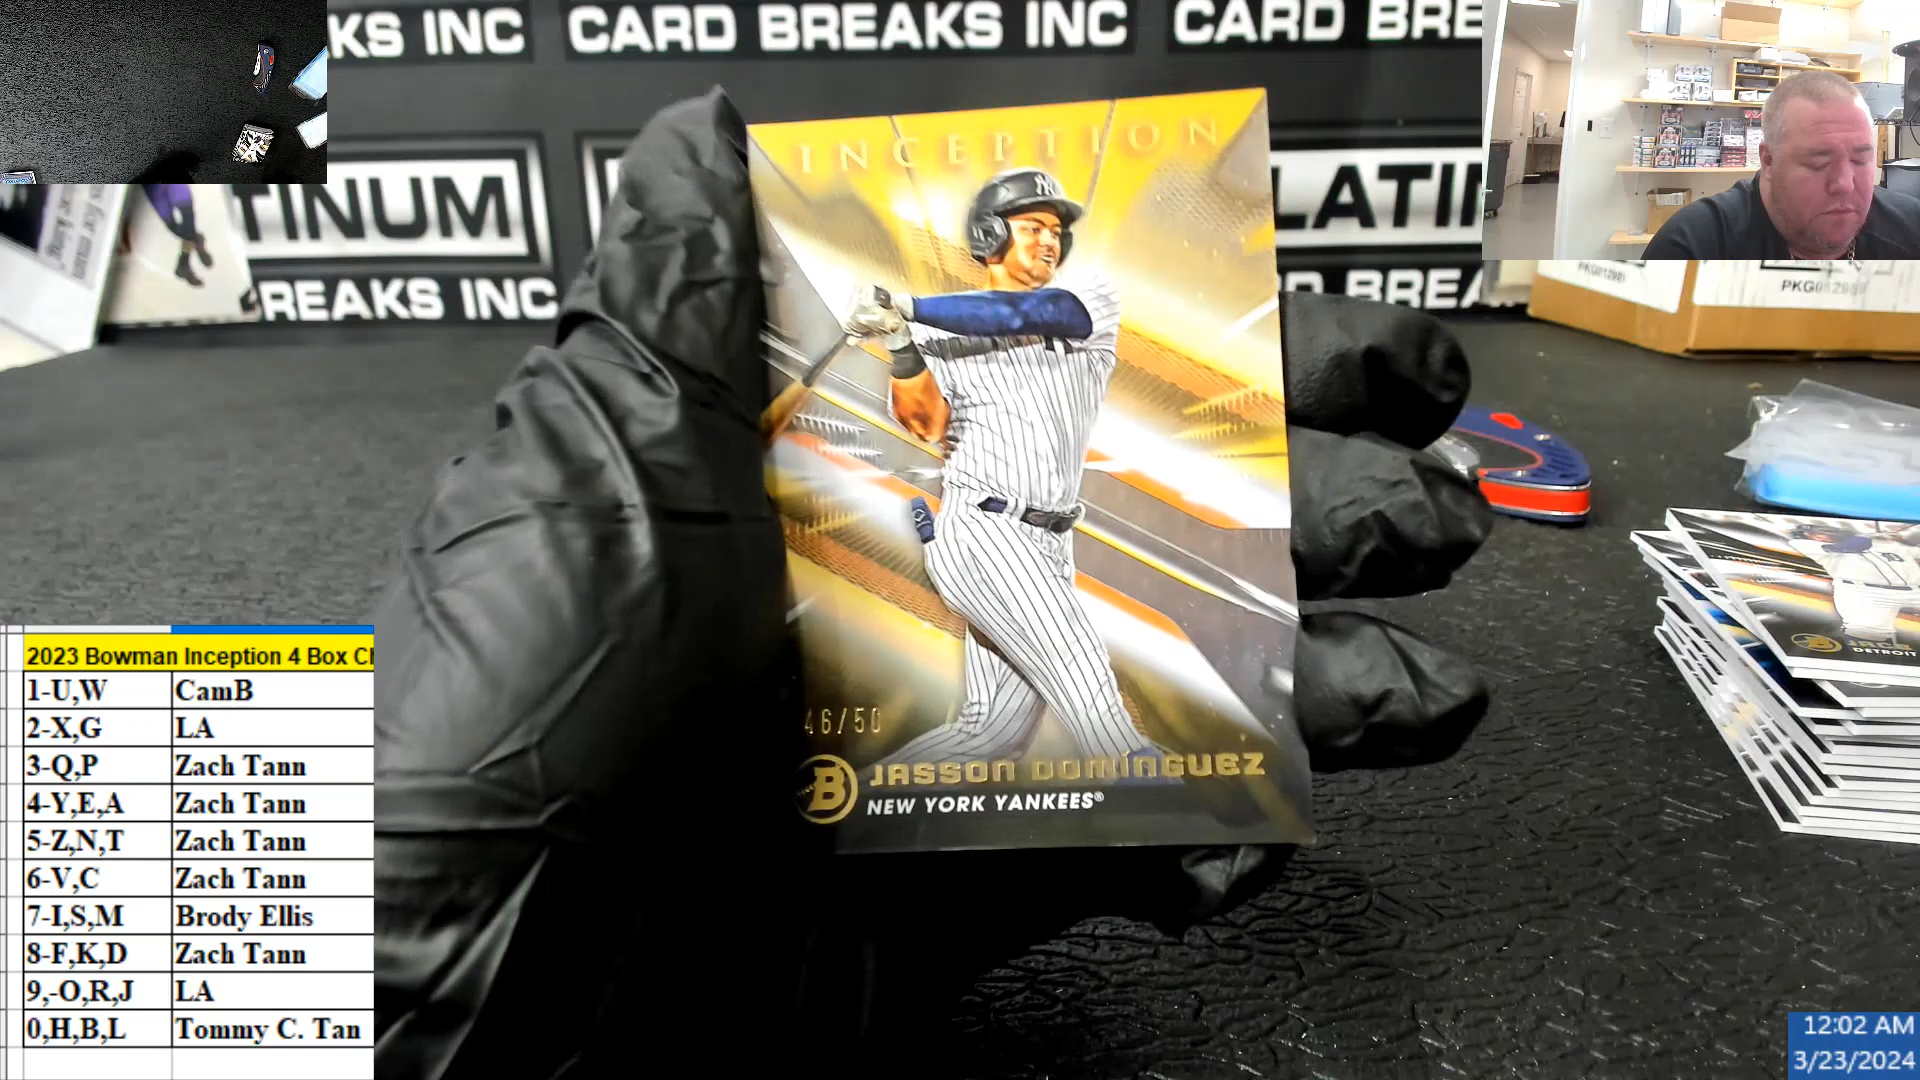 KS INC
CARD BREAKS INC
CARD BRE
TINUM
LATI
REAKS INC
INCEPTION
46/50
B
JASSON DOMÍNGUEZ
NEW YORK YANKEES®
DETROIT
2023 Bowman Inception 4 Box
1-U,W CamB
2-X,G LA
3-Q,P Zach Tann
4-Y,E,A Zach Tann
5-Z,N,T Zach Tann
6-V,C Zach Tann
7-I,S,M Brody Ellis
8-F,K,D Zach Tann
9,-O,R,J LA
0,H,B,L Tommy C. Tan
12:02 AM
3/23/2024